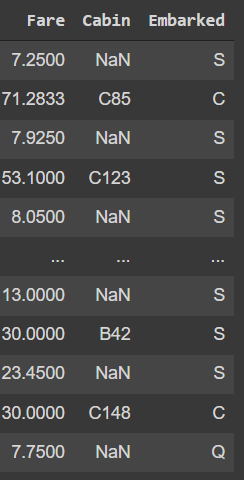 Fare Cabin Embarked
7.2500 NaN S
71.2833 C85 C
7.9250 NaN S
53.1000 C123 S
8.0500 NaN S
... ... ...
13.0000 NaN S
30.0000 B42 S
23.4500 NaN S
30.0000 C148 C
7.7500 NaN Q